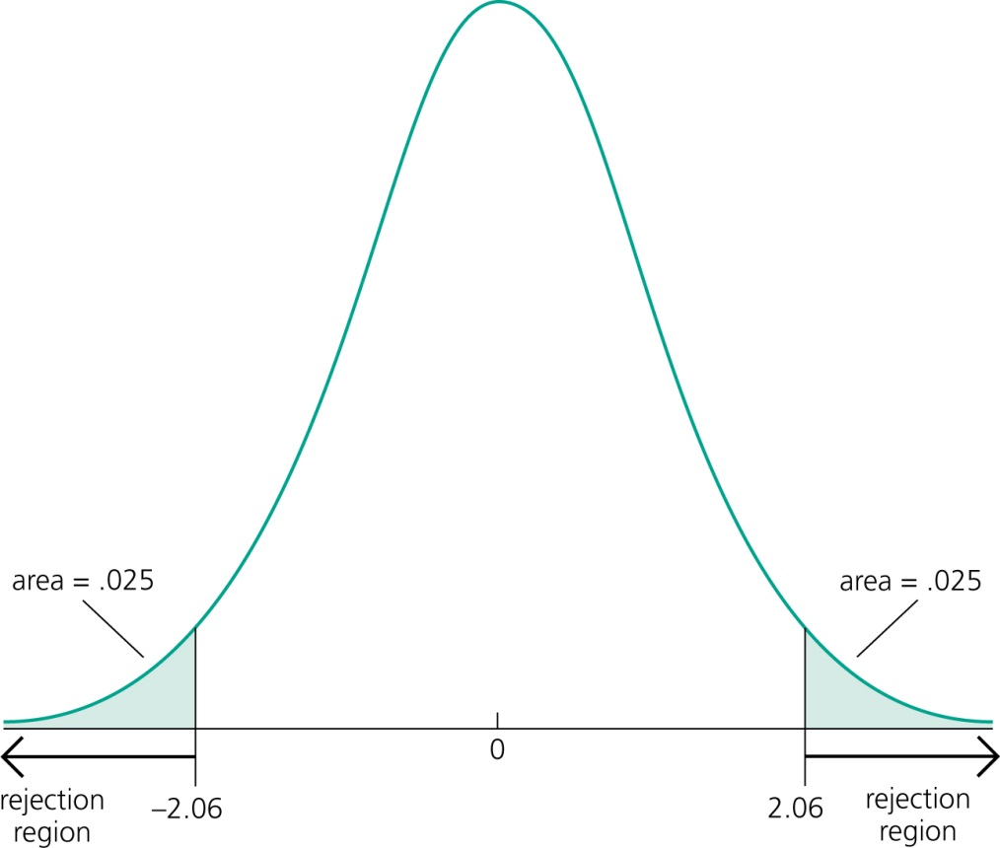 area = .025
area = .025
0
rejection
region
–2.06
2.06
rejection
region